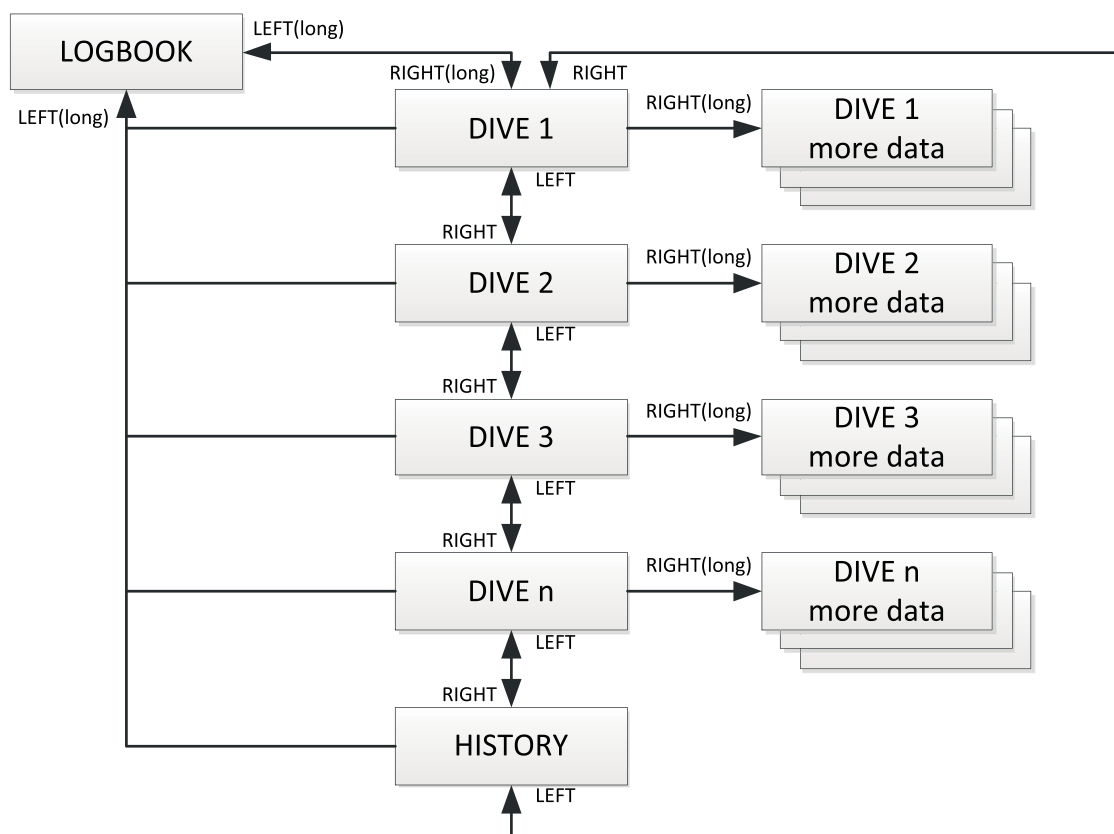 LOGBOOK
LEFT(long)
RIGHT(long)
RIGHT
LEFT(long)
DIVE 1
RIGHT(long)
DIVE 1
more data
LEFT
RIGHT
DIVE 2
RIGHT(long)
DIVE 2
more data
LEFT
RIGHT
DIVE 3
RIGHT(long)
DIVE 3
more data
LEFT
RIGHT
DIVE n
RIGHT(long)
DIVE n
more data
LEFT
RIGHT
HISTORY
LEFT